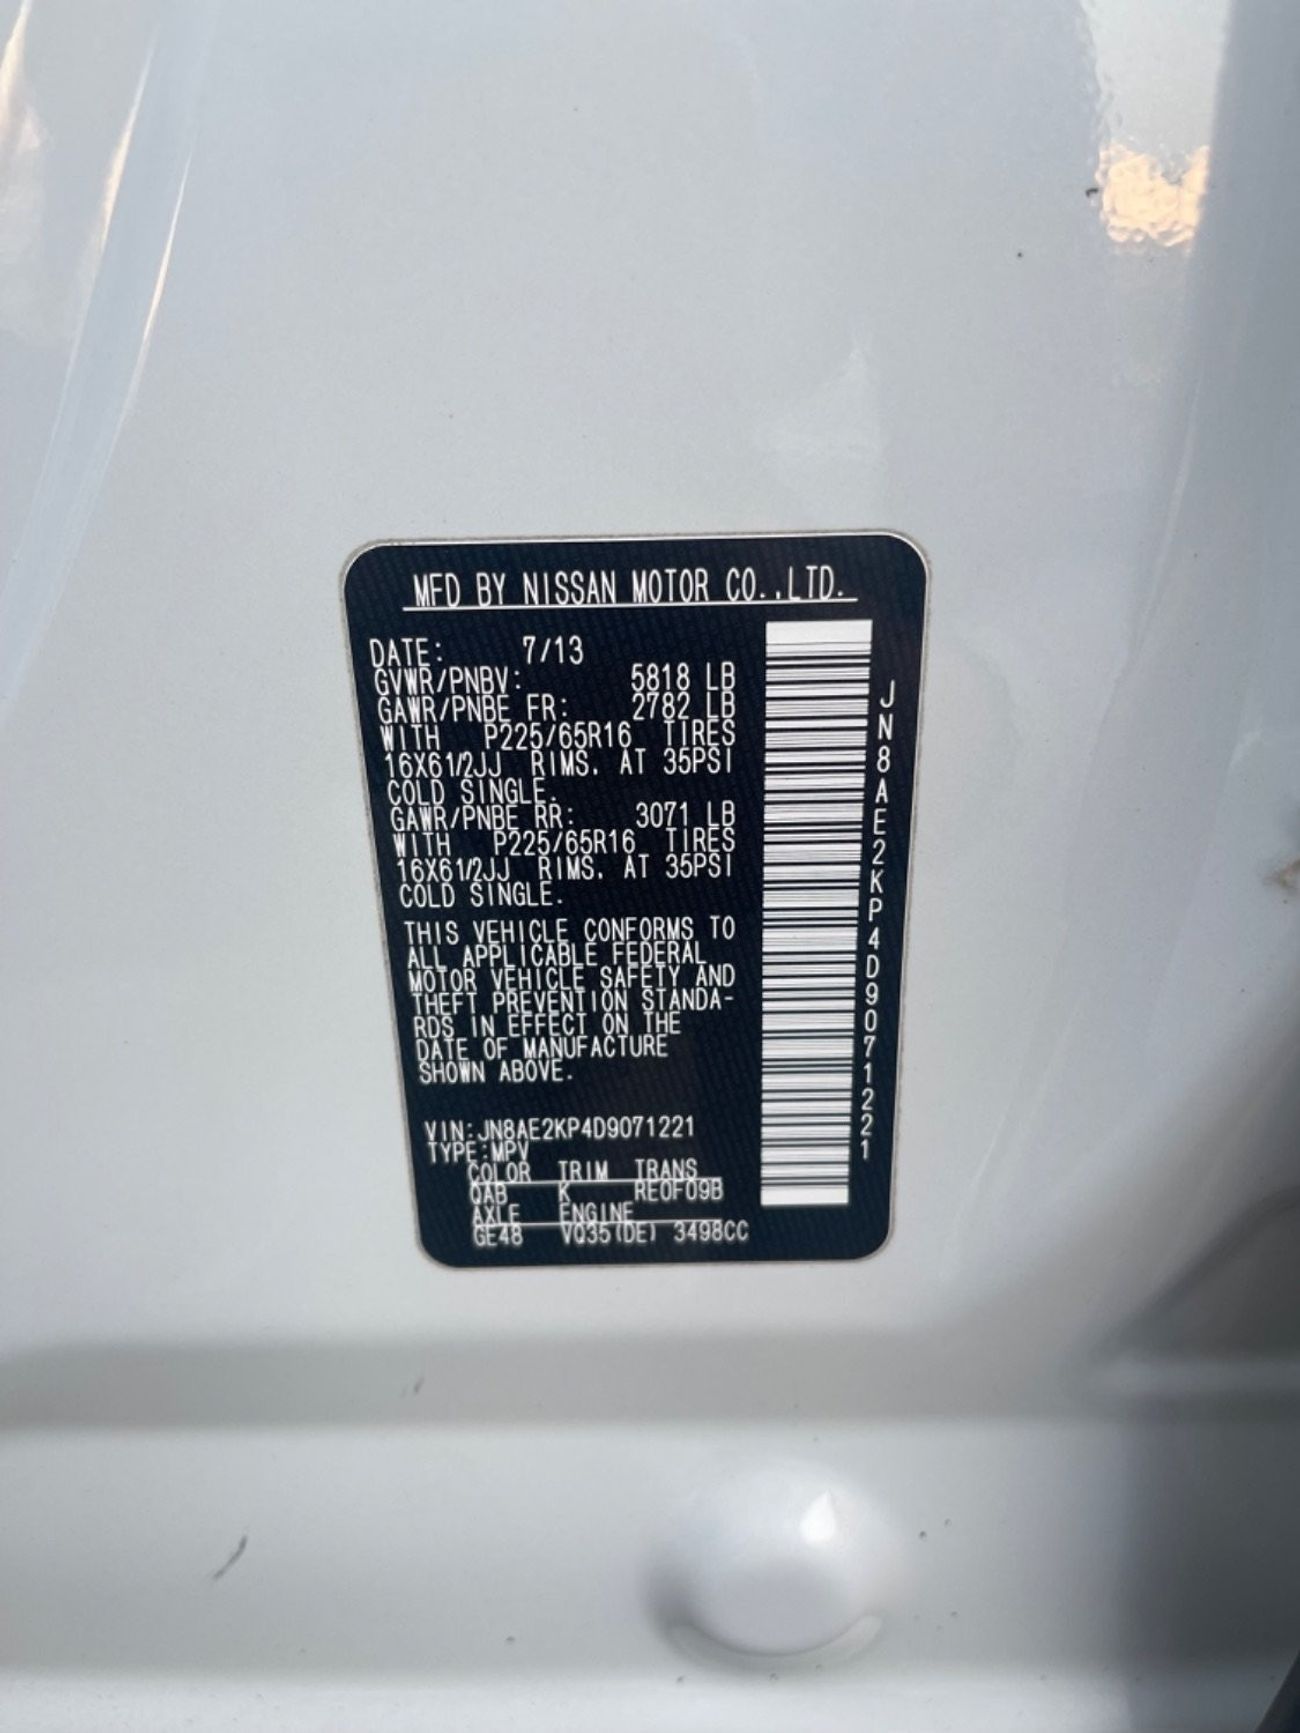 MFD BY NISSAN MOTOR CO.,LTD.
DATE: 7/13
GVWR/PNBV: 5818 LB
GAWR/PNBE FR: 2782 LB
WITH P225/65R16 TIRES
16X61/2JJ RIMS, AT 35PSI
COLD SINGLE.
GAWR/PNBE RR: 3071 LB
WITH P225/65R16 TIRES
16X61/2JJ RIMS, AT 35PSI
COLD SINGLE.
THIS VEHICLE CONFORMS TO
ALL APPLICABLE FEDERAL
MOTOR VEHICLE SAFETY AND
THEFT PREVENTION STANDA-
RDS IN EFFECT ON THE
DATE OF MANUFACTURE
SHOWN ABOVE.
VIN:JN8AE2KP4D9071221
TYPE:MPV
COLOR TRIM TRANS
QAB K RE0F09B
AXLE ENGINE
GE48 VQ35(DE) 3498CC
JN8AE2KP4D9071221